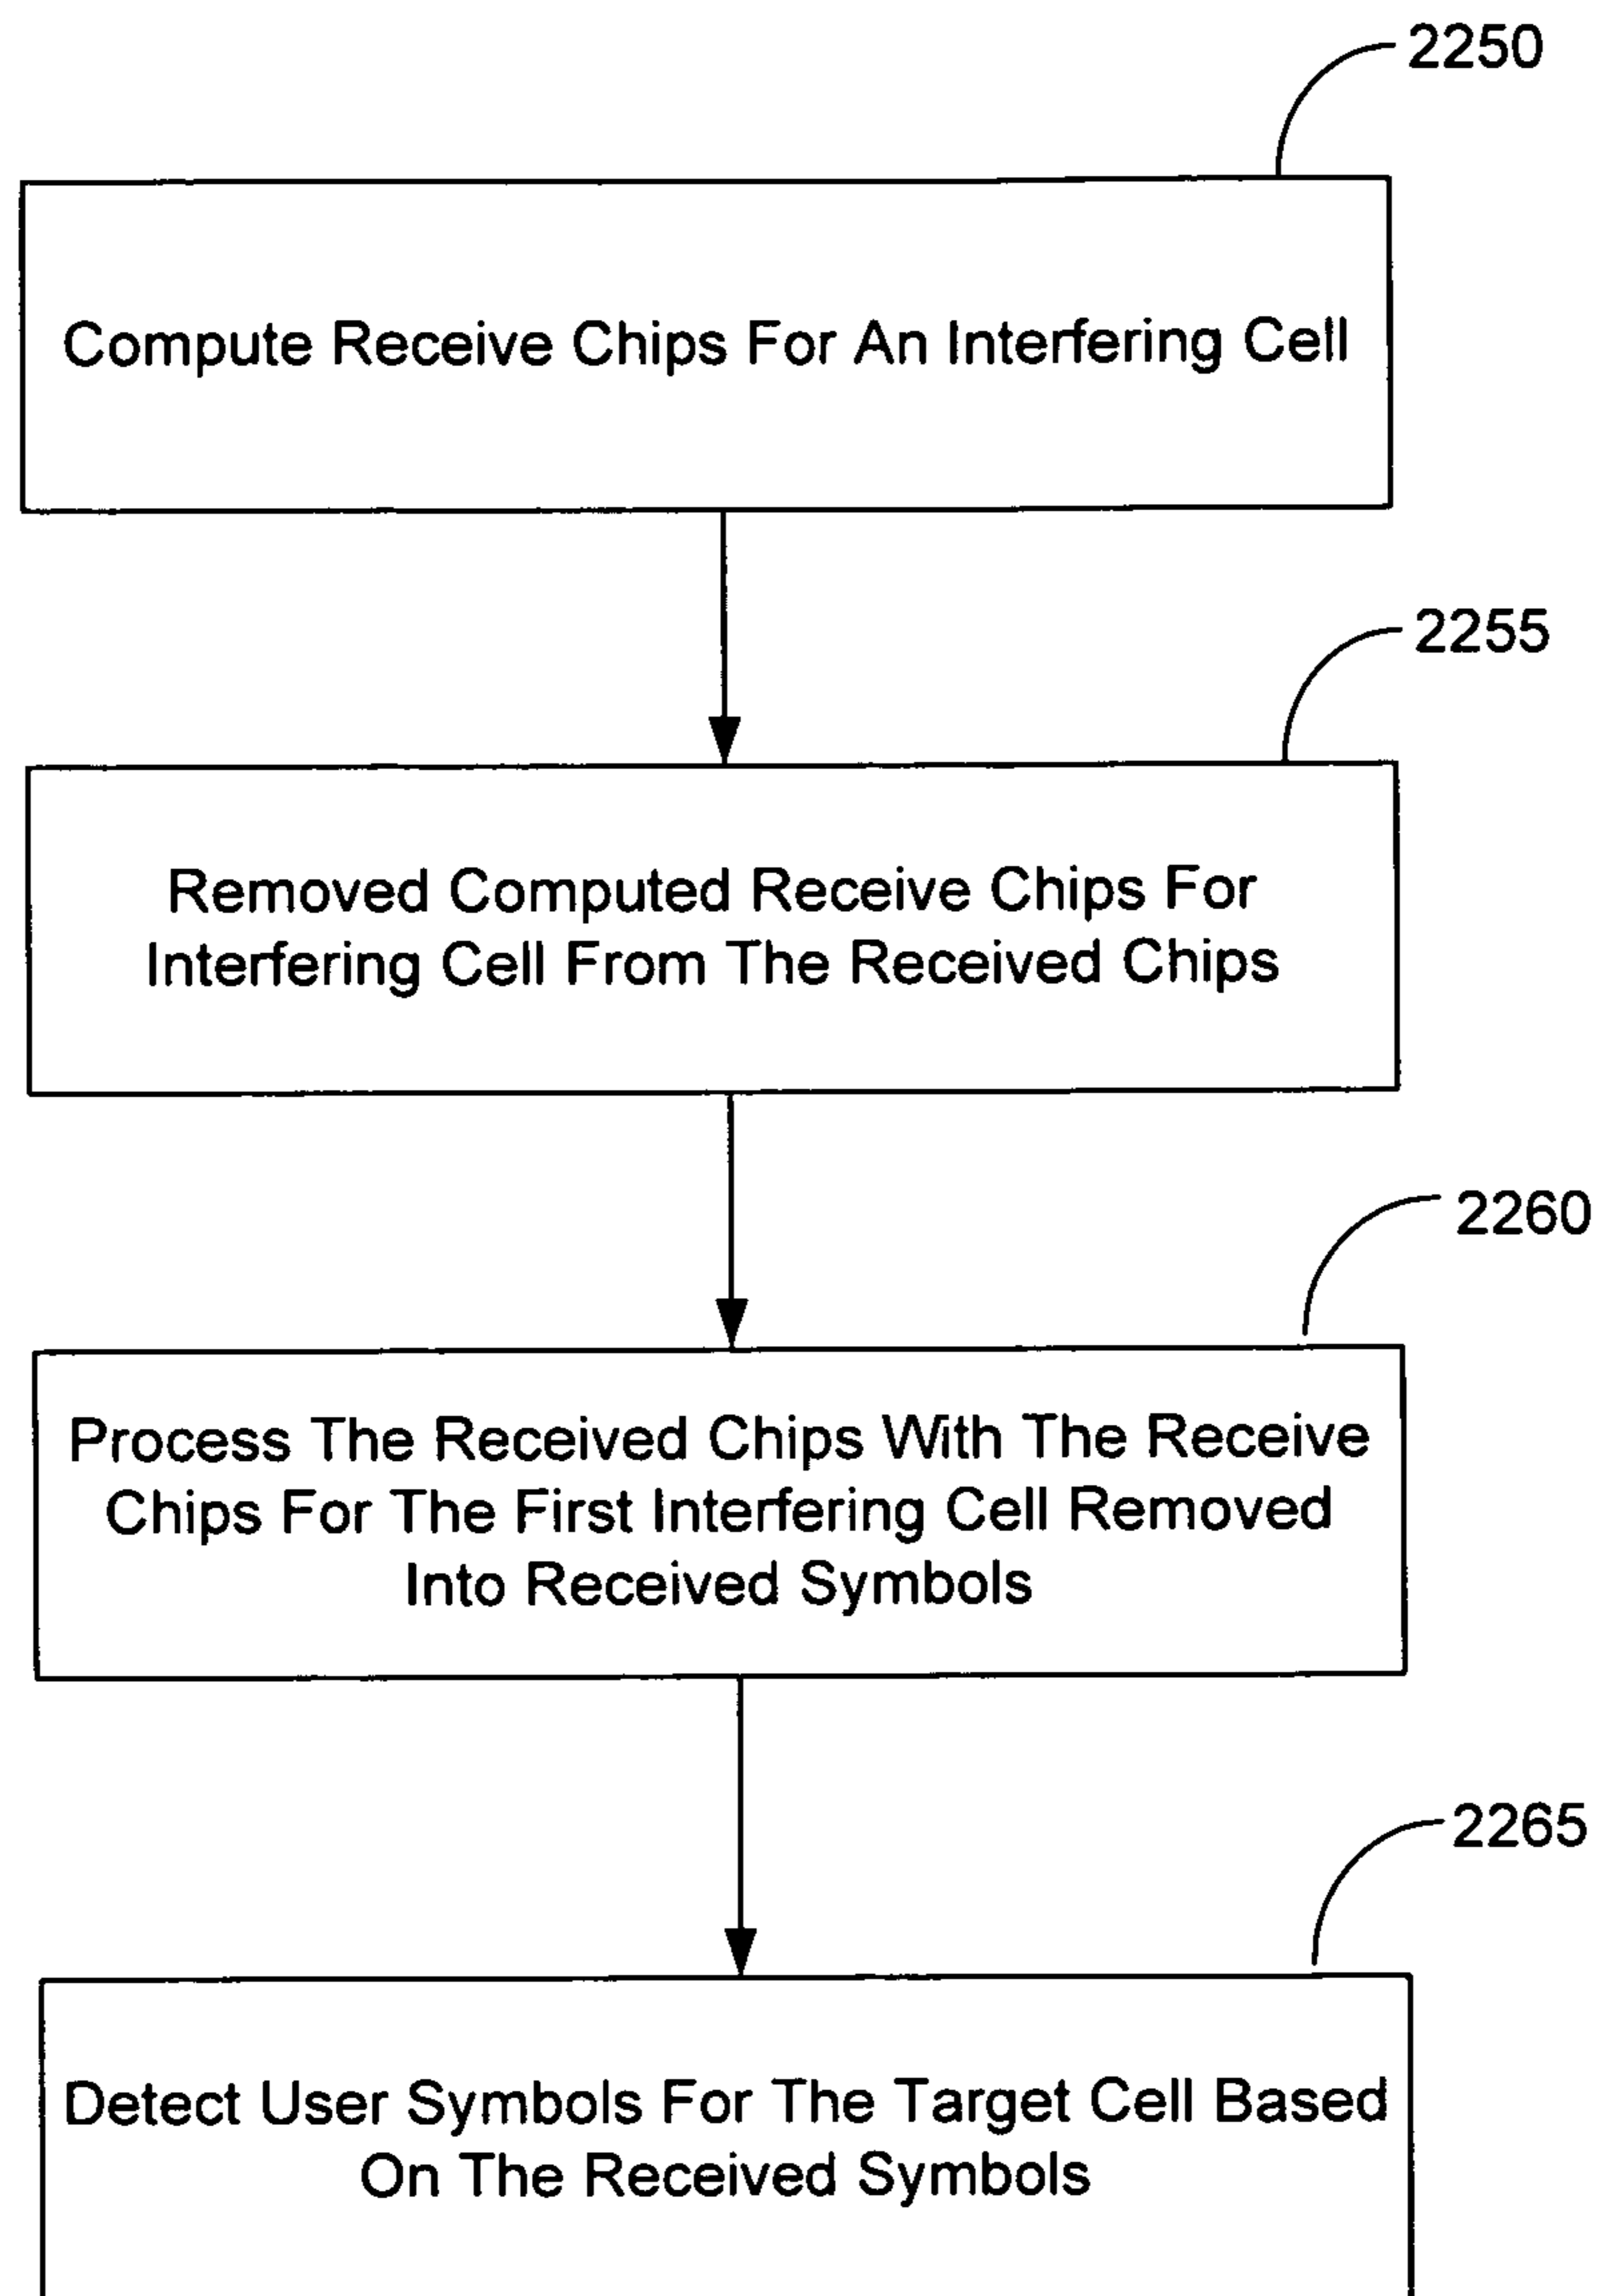 2250
Compute Receive Chips For An Interfering Cell
2255
Removed Computed Receive Chips For
Interfering Cell From The Received Chips
2260
Process The Received Chips With The Receive
Chips For The First Interfering Cell Removed
Into Received Symbols
2265
Detect User Symbols For The Target Cell Based
On The Received Symbols